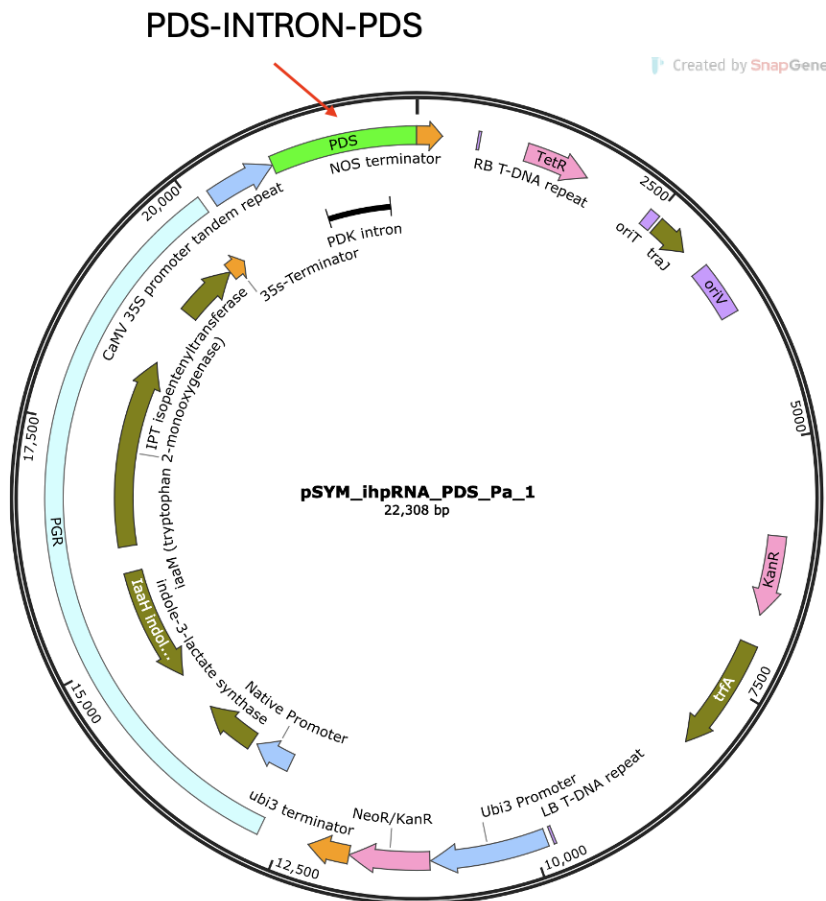 PDS-INTRON-PDS
Created by SnapGene
PDS
NOS terminator
RB T-DNA repeat
TetR
2500
oriT
traJ
oriV
20,000
CaMV 35S promoter tandem repeat
PDK intron
35s-Terminator
IPT isopentenyltransferase
iaaM (tryptophan 2-monooxygenase)
5000
17,500
pSYM_ihpRNA_PDS_Pa_1
22,308 bp
PGR
KanR
IaaH indol...
indole-3-lactate synthase
trfA
7500
15,000
Native Promoter
ubi3 terminator
NeoR/KanR
Ubi3 Promoter
LB T-DNA repeat
12,500
10,000